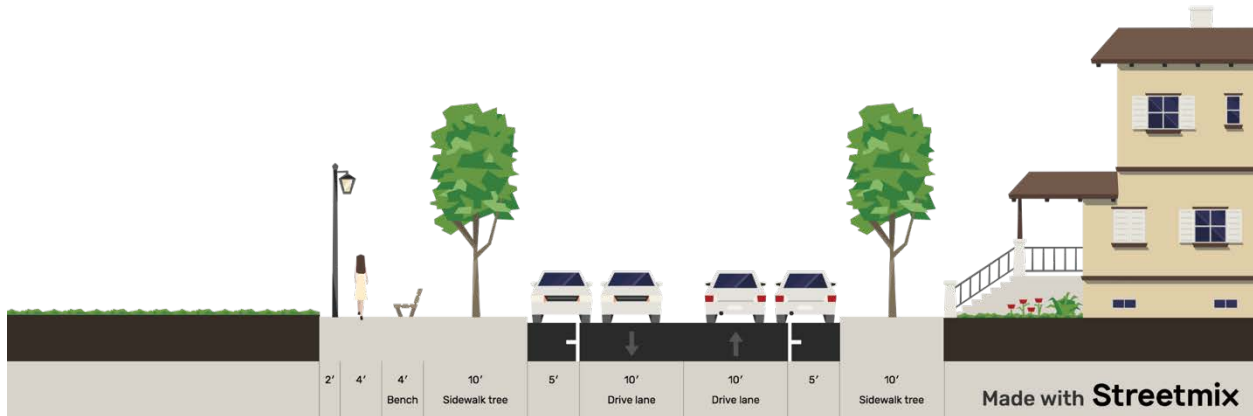 2′ 4′ 4′ 10′ 5′ 10′ 10′ 5′ 10′
Bench Sidewalk tree Drive lane Drive lane Sidewalk tree
Made with Streetmix